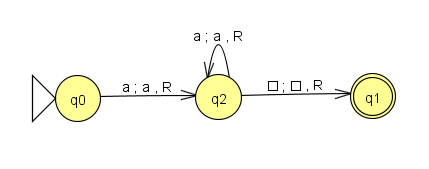 a ; a , R
a ; a , R
□ ; □ , R
q0
q2
q1